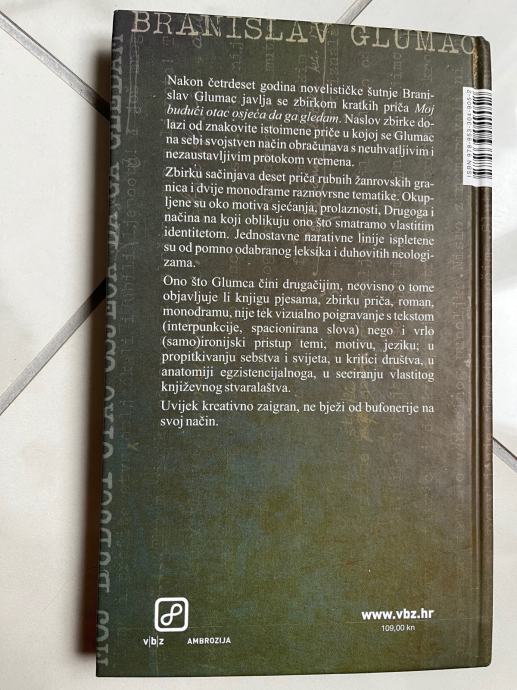 BRANISLAV GLUMAC
Nakon četrdeset godina novelističke šutnje Brani-
slav Glumac javlja se zbirkom kratkih priča Moj
budući otac osjeća da ga gledam. Naslov zbirke do-
lazi od znakovite istoimene priče u kojoj se Glumac
na sebi svojstven način obračunava s neuhvatljivim i
nezaustavljivim protokom vremena.
Zbirku sačinjava deset priča rubnih žanrovskih gra-
nica i dvije monodrame raznovrsne tematike. Okup-
ljene su oko motiva sjećanja, prolaznosti, Drugoga i
načina na koji oblikuju ono što smatramo vlastitim
identitetom. Jednostavne narativne linije ispletene
su od pomno odabranog leksika i duhovitih neologi-
zama.
Ono što Glumca čini drugačijim, neovisno o tome
objavljuje li knjigu pjesama, zbirku priča, roman,
monodramu, nije tek vizualno poigravanje s tekstom
(interpunkcije, spacionirana slova) nego i vrlo
(samo)ironijski pristup temi, motivu, jeziku; u
propitkivanju sebstva i svijeta, u kritici društva, u
anatomiji egzistencijalnoga, u seciranju vlastitog
književnog stvaralaštva.
Uvijek kreativno zaigran, ne bježi od bufonerije na
svoj način.
v|b|z AMBROZIJA
www.vbz.hr
109,00 kn